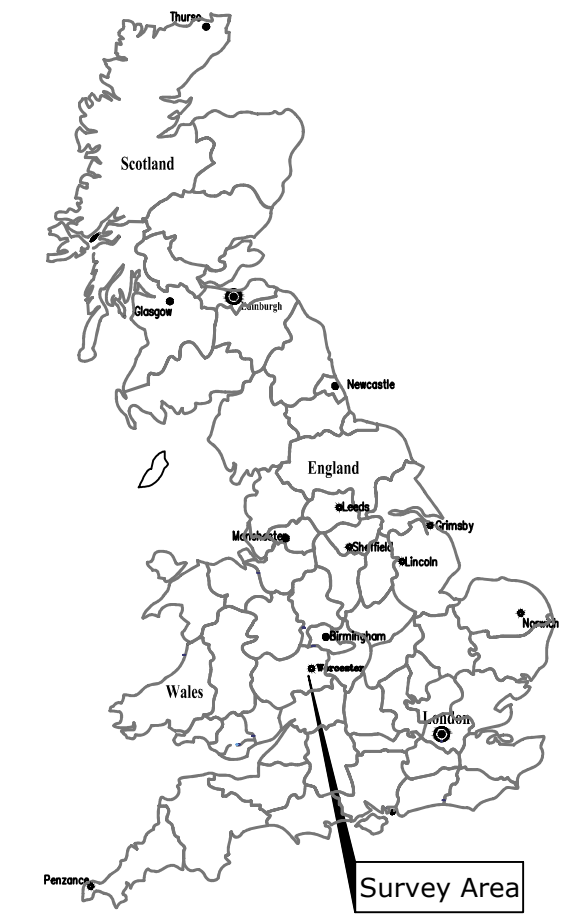 Thurso
Scotland
Edinburgh
Glasgow
Newcastle
England
Leeds
Grimsby
Manchester
Sheffield
Lincoln
Norwich
Birmingham
Worcester
Wales
London
Penzance
Survey Area